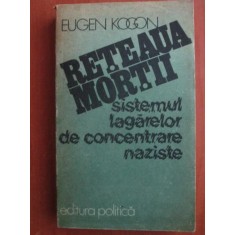 EUGEN KOGON
REȚEAUA
MORȚII
sistemul
lagărelor
de concentrare
naziste
editura politică